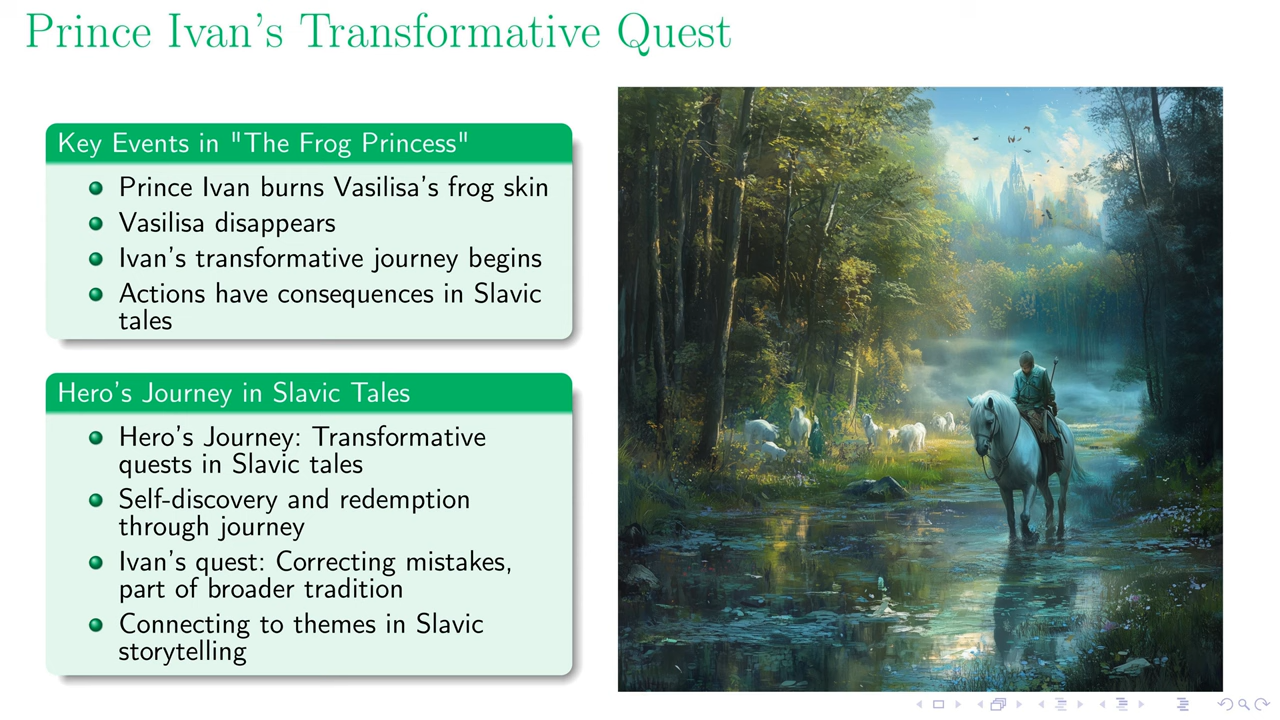 Prince Ivan's Transformative Quest
Key Events in "The Frog Princess"
Prince Ivan burns Vasilisa's frog skin
Vasilisa disappears
Ivan's transformative journey begins
Actions have consequences in Slavic
tales
Hero's Journey in Slavic Tales
Hero's Journey: Transformative
quests in Slavic tales
Self-discovery and redemption
through journey
Ivan's quest: Correcting mistakes,
part of broader tradition
Connecting to themes in Slavic
storytelling